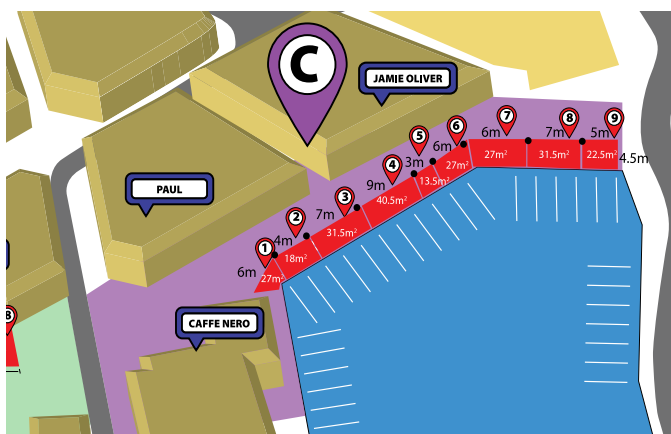 C
JAMIE OLIVER
PAUL
CAFFE NERO
1
2
3
4
5
6
7
8
9
6m
4m
7m
9m
3m
6m
6m
7m
5m
4.5m
27m²
18m²
31.5m²
40.5m²
13.5m²
27m²
27m²
31.5m²
22.5m²
8